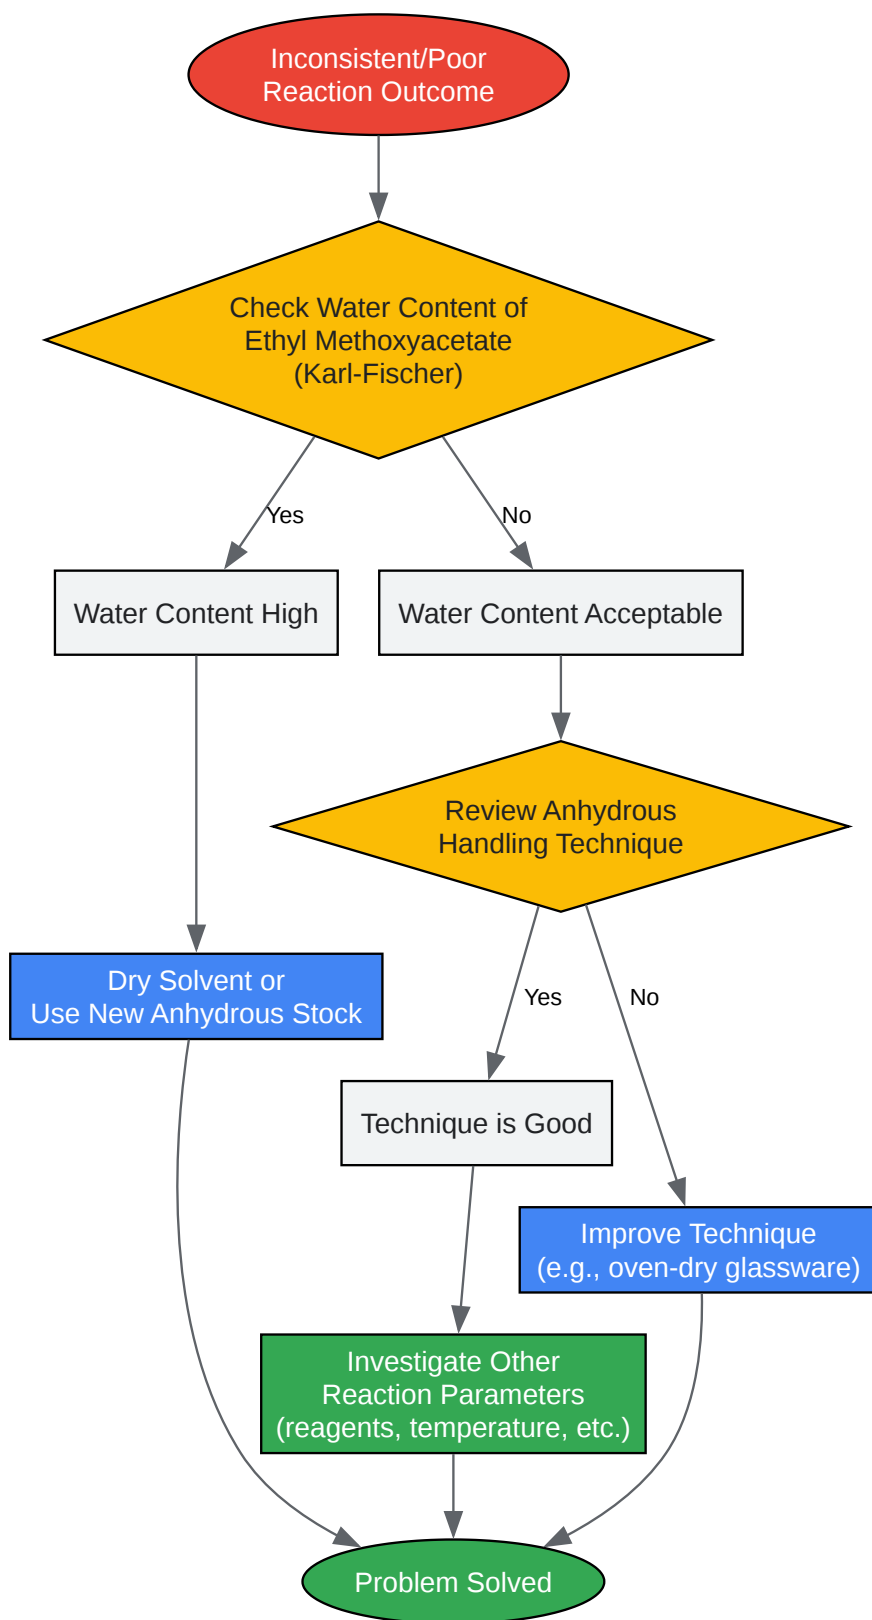 Inconsistent/Poor
Reaction Outcome
Check Water Content of
Ethyl Methoxyacetate
(Karl-Fischer)
Yes
No
Water Content High
Water Content Acceptable
Review Anhydrous
Handling Technique
Dry Solvent or
Use New Anhydrous Stock
Yes
No
Technique is Good
Improve Technique
(e.g., oven-dry glassware)
Investigate Other
Reaction Parameters
(reagents, temperature, etc.)
Problem Solved